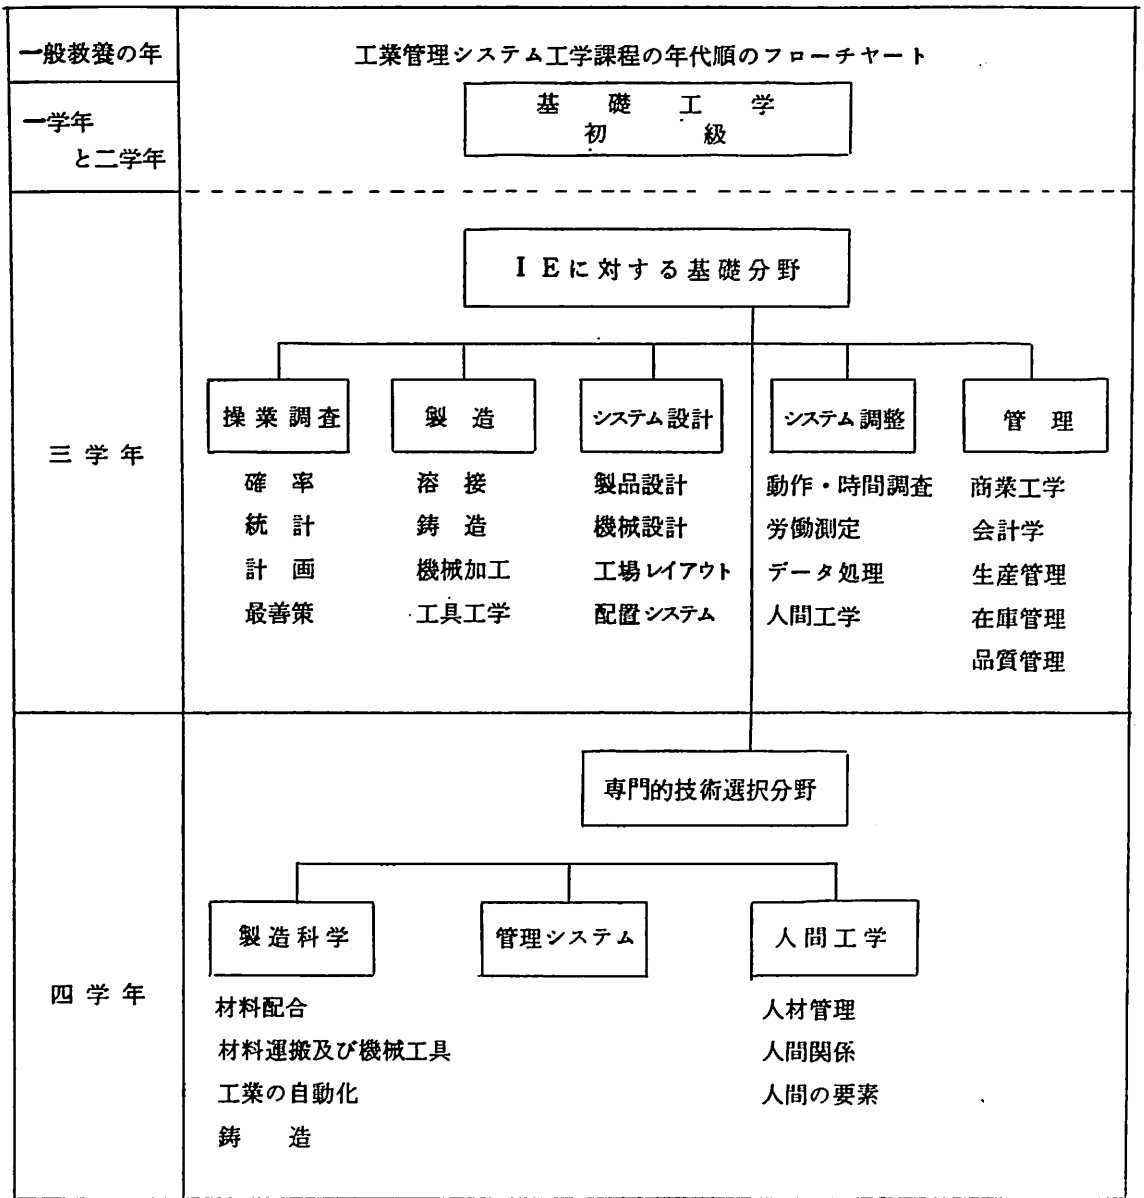 一般教養の年
工業管理システム工学課程の年代順のフローチャート
一学年
と二学年
基礎工学
初級
IEに対する基礎分野
三学年
操業調査
確率
統計
計画
最善策
製造
溶接
鋳造
機械加工
工具工学
システム設計
製品設計
機械設計
工場レイアウト
配置システム
システム調整
動作・時間調査
労働測定
データ処理
人間工学
管理
商業工学
会計学
生産管理
在庫管理
品質管理
四学年
専門的技術選択分野
製造科学
材料配合
材料運搬及び機械工具
工業の自動化
鋳造
管理システム
人間工学
人材管理
人間関係
人間の要素